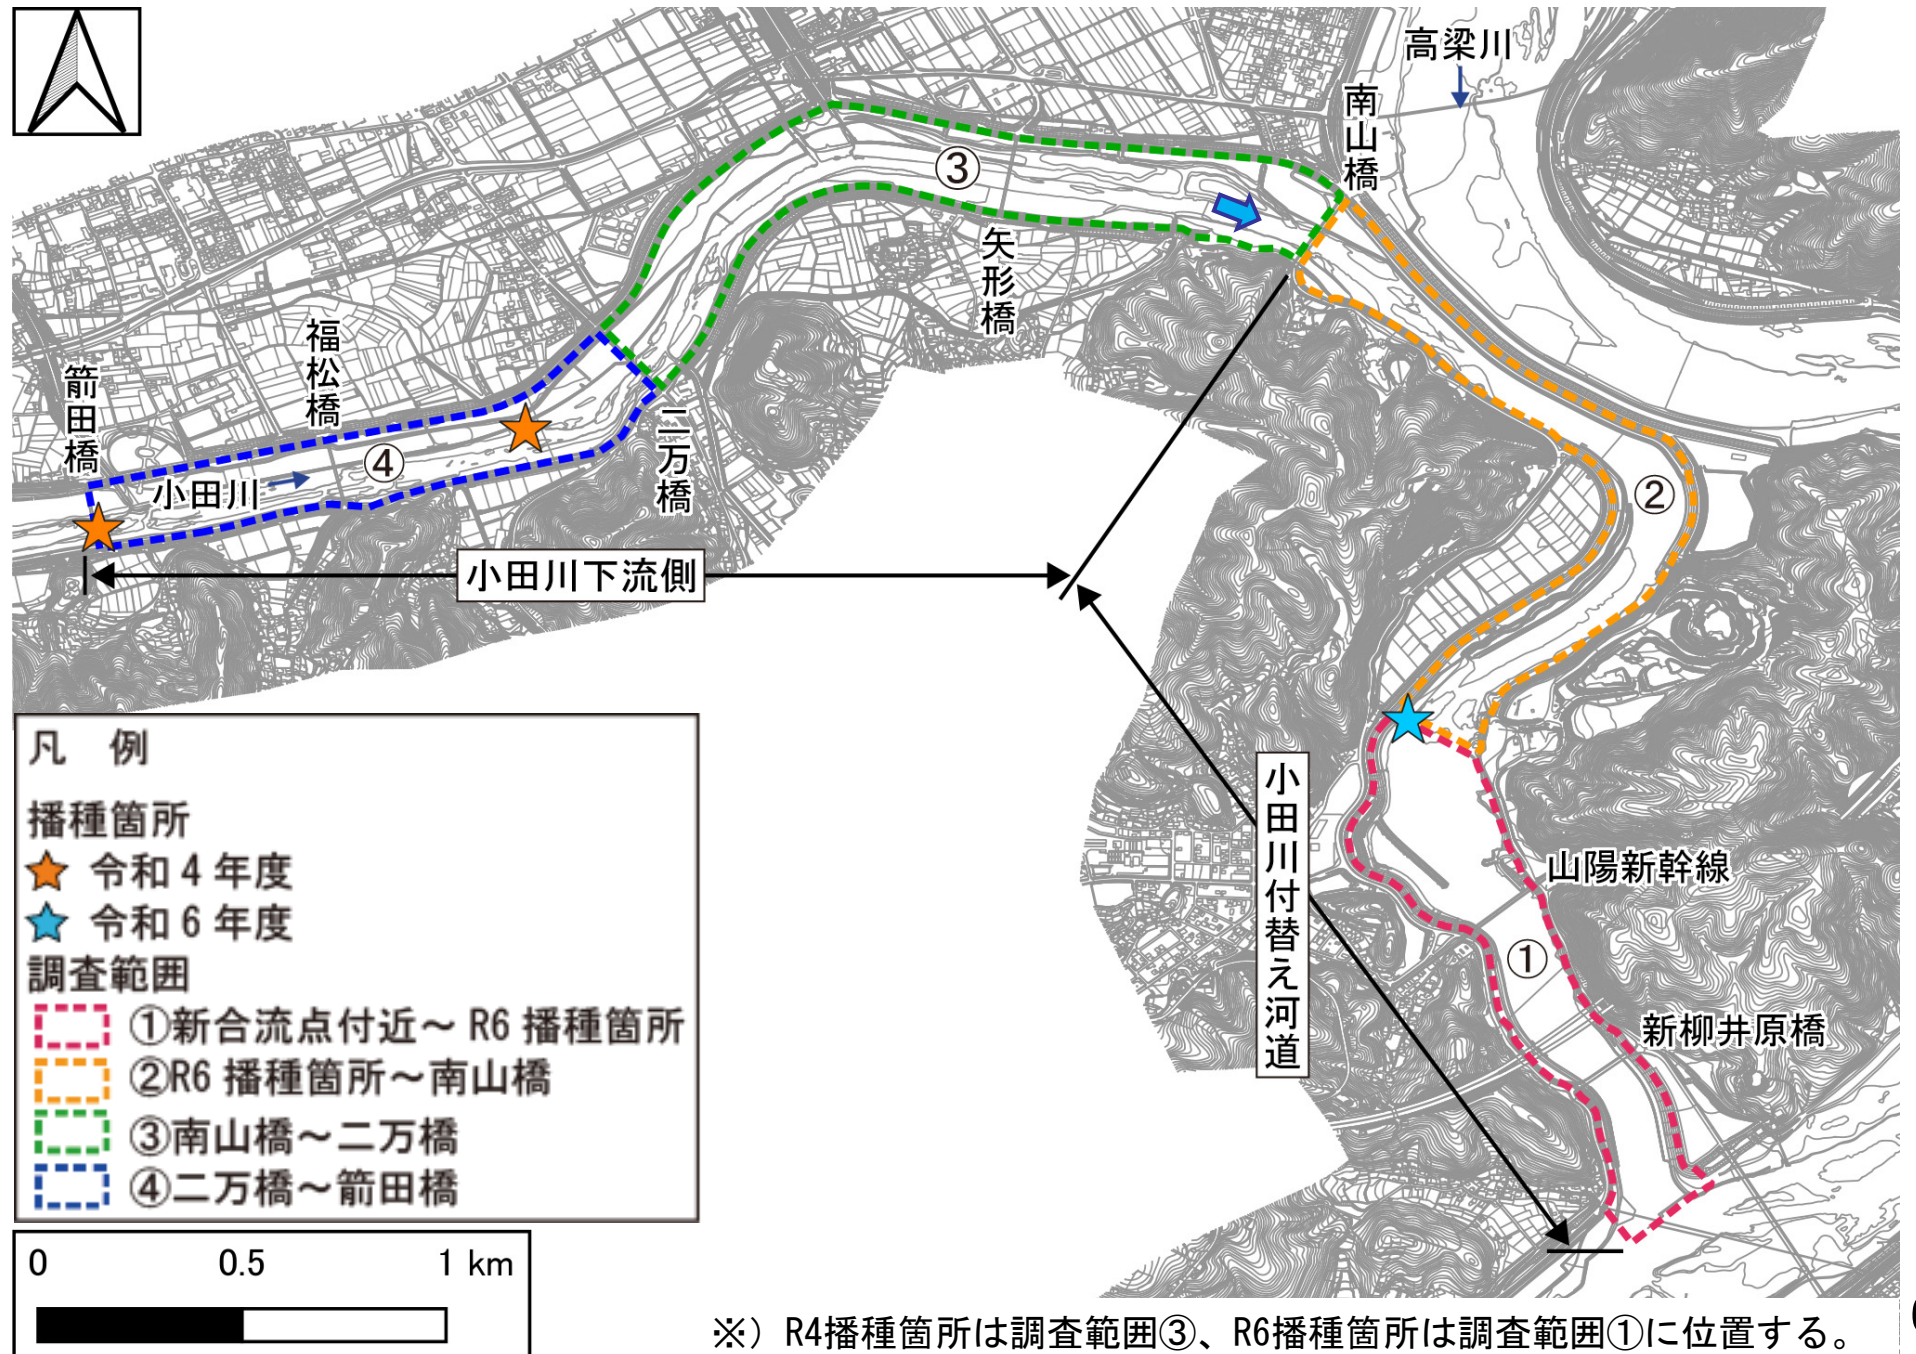 高梁川
南山橋
③
矢形橋
福松橋
箭田橋
④
小田川
二万橋
②
小田川下流側
小田川付替え河道
山陽新幹線
①
新柳井原橋
凡 例
播種箇所
令和4年度
令和6年度
調査範囲
①新合流点付近～R6播種箇所
②R6播種箇所～南山橋
③南山橋～二万橋
④二万橋～箭田橋
0 0.5 1 km
※）R4播種箇所は調査範囲③、R6播種箇所は調査範囲①に位置する。